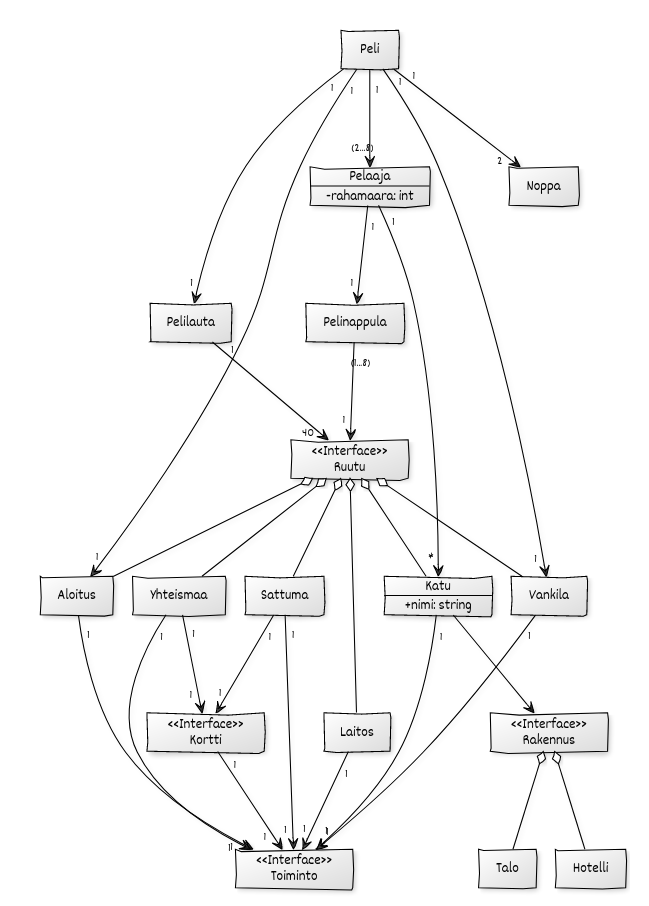 Peli
1 1 1 1 1
(2...8) 2
Pelaaja
-rahamaara: int
Noppa
1 1
1 1
Pelilauta
Pelinappula
1 (1...8)
40 1
<<Interface>>
Ruutu
1 * 1
Aloitus
Yhteismaa
Sattuma
Katu
+nimi: string
Vankila
1 1 1 1 1 1 1
1 1
<<Interface>>
Kortti
Laitos
<<Interface>>
Rakennus
1 1
1 1 1 1 1 1
<<Interface>>
Toiminto
Talo
Hotelli